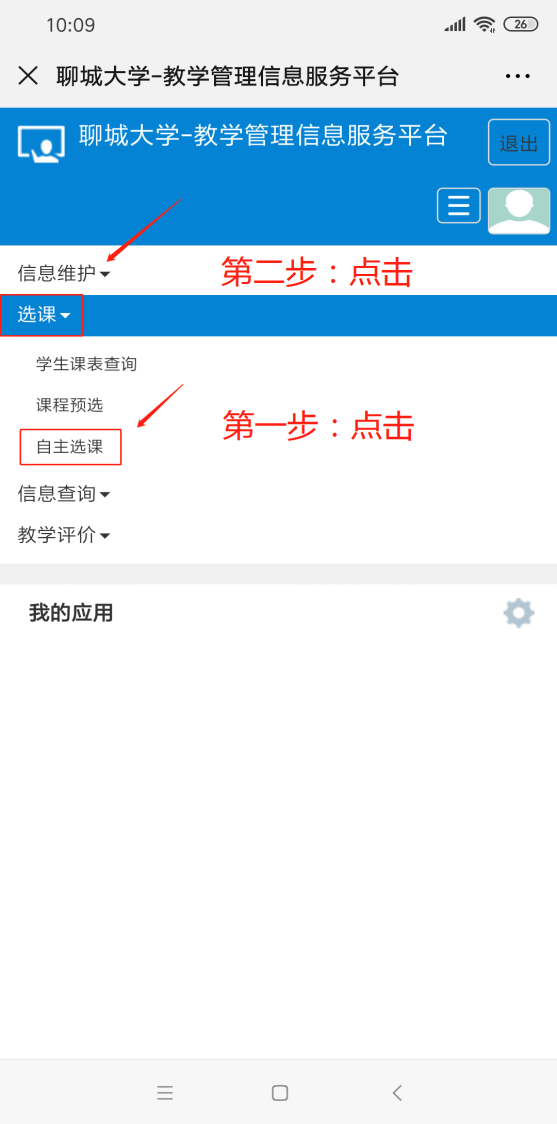 10:09
26
聊城大学-教学管理信息服务平台
聊城大学-教学管理信息服务平台
退出
信息维护
第二步：点击
选课
学生课表查询
课程预选
第一步：点击
自主选课
信息查询
教学评价
我的应用